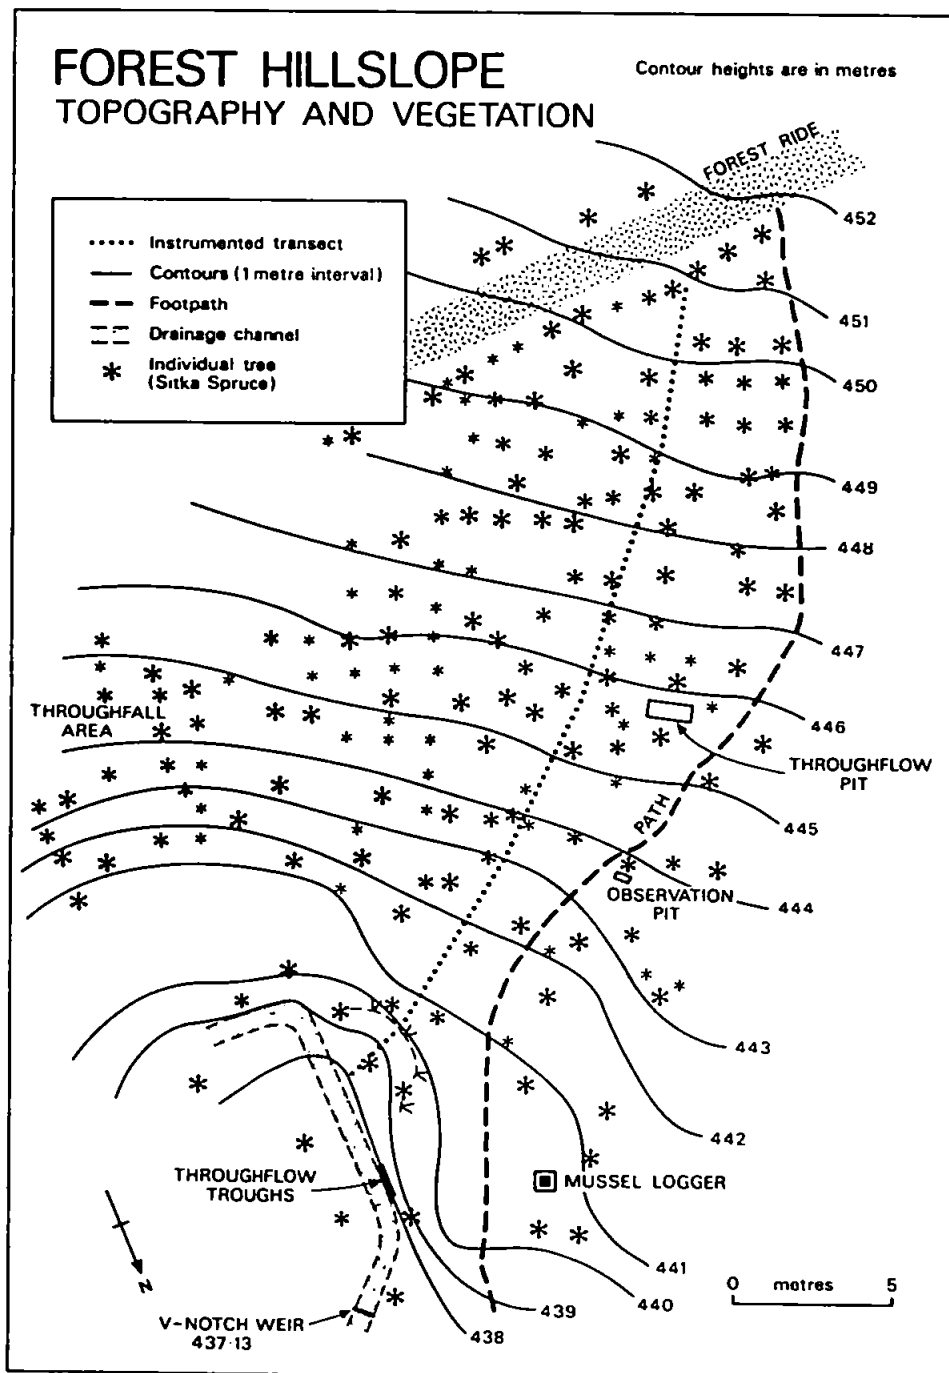 FOREST HILLSLOPE
TOPOGRAPHY AND VEGETATION
Contour heights are in metres
FOREST RIDE
Instrumented transect
Contours (1 metre interval)
Footpath
Drainage channel
Individual tree
(Sitka Spruce)
452
451
450
449
448
447
446
THROUGHFALL
AREA
THROUGHFLOW
PIT
445
PATH
OBSERVATION
PIT
444
443
442
THROUGHFLOW
TROUGHS
MUSSEL LOGGER
441
440
439
438
N
V-NOTCH WEIR
437·13
0 metres 5